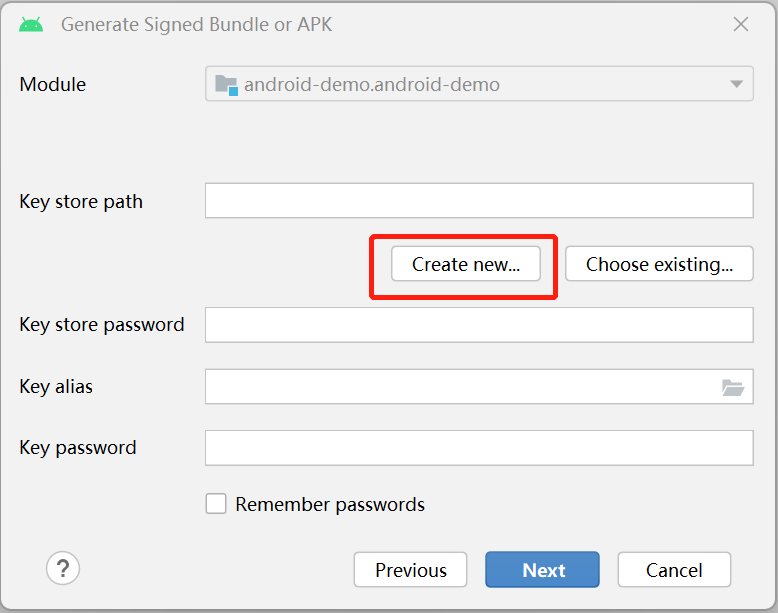 Generate Signed Bundle or APK
Module
android-demo.android-demo
Key store path
Create new...
Choose existing...
Key store password
Key alias
Key password
Remember passwords
?
Previous
Next
Cancel